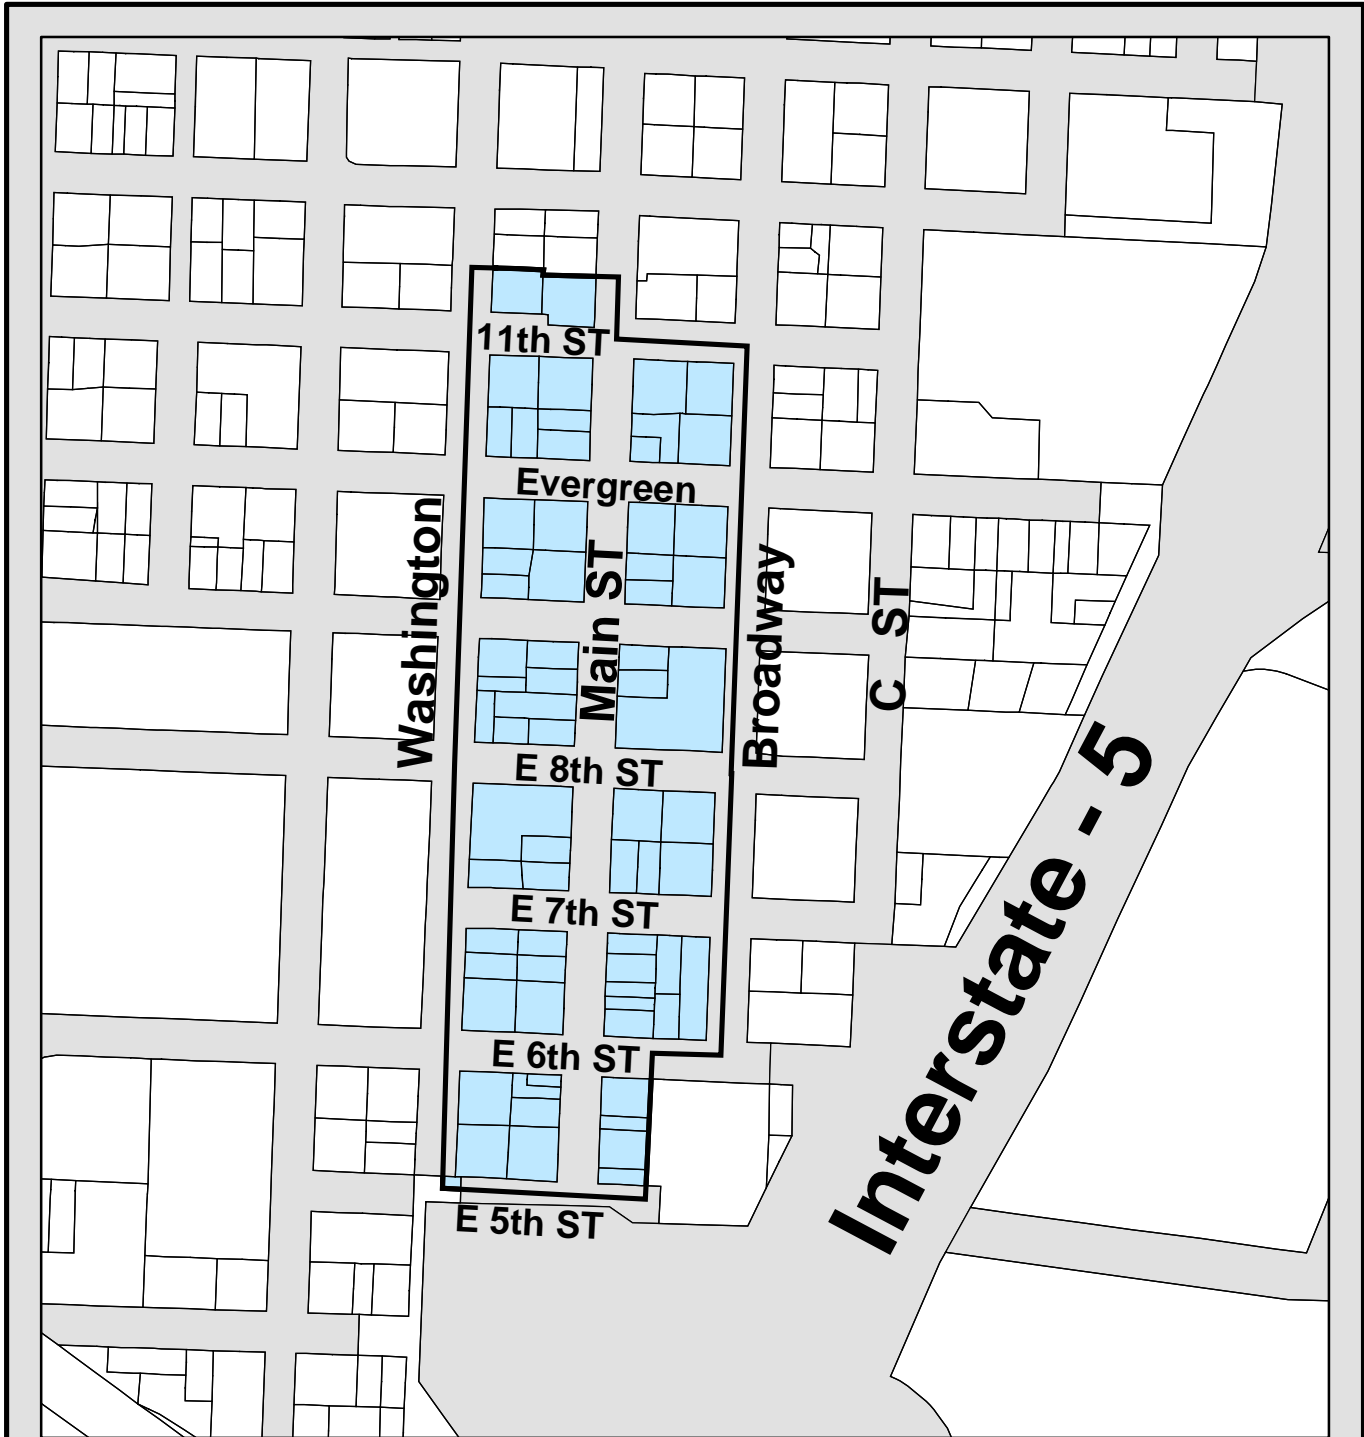 11th ST
Evergreen
Washington
Main ST
Broadway
C ST
E 8th ST
Interstate - 5
E 7th ST
E 6th ST
E 5th ST